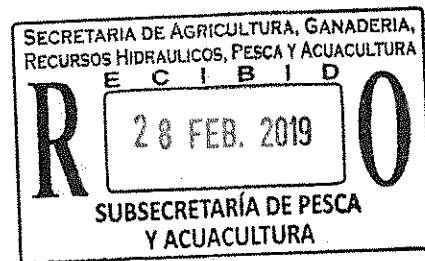 SECRETARIA DE AGRICULTURA, GANADERIA,
RECURSOS HIDRAULICOS, PESCA Y ACUACULTURA
R E C I B I D O
28 FEB. 2019
SUBSECRETARÍA DE PESCA
Y ACUACULTURA